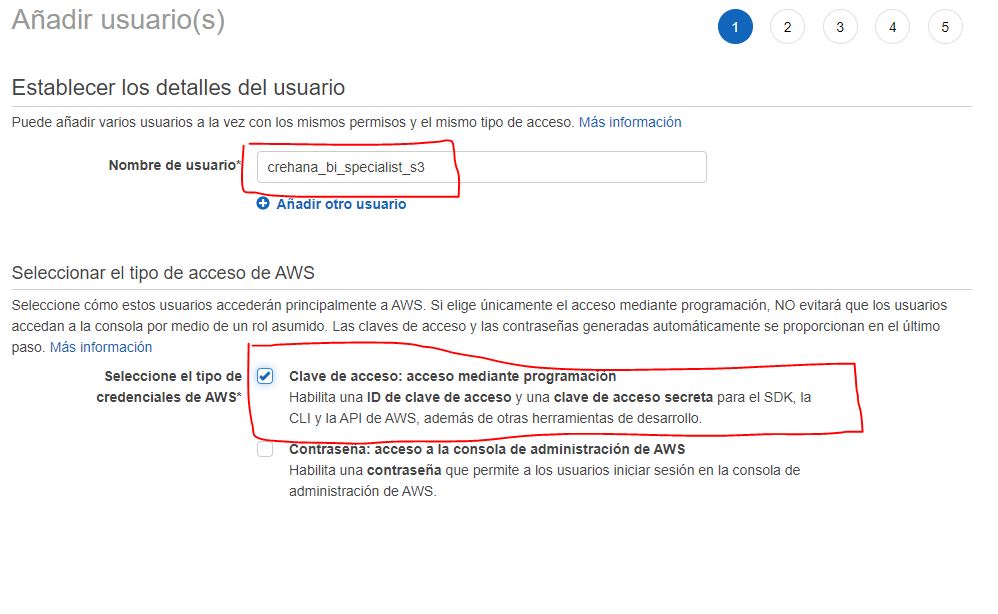 Añadir usuario(s)
1 2 3 4 5
Establecer los detalles del usuario
Puede añadir varios usuarios a la vez con los mismos permisos y el mismo tipo de acceso. Más información
Nombre de usuario* crehana_bi_specialist_s3
Añadir otro usuario
Seleccionar el tipo de acceso de AWS
Seleccione cómo estos usuarios accederán principalmente a AWS. Si elige únicamente el acceso mediante programación, NO evitará que los usuarios
accedan a la consola por medio de un rol asumido. Las claves de acceso y las contraseñas generadas automáticamente se proporcionan en el último
paso. Más información
Seleccione el tipo de
credenciales de AWS*
Clave de acceso: acceso mediante programación
Habilita una ID de clave de acceso y una clave de acceso secreta para el SDK, la
CLI y la API de AWS, además de otras herramientas de desarrollo.
Contraseña: acceso a la consola de administración de AWS
Habilita una contraseña que permite a los usuarios iniciar sesión en la consola de
administración de AWS.